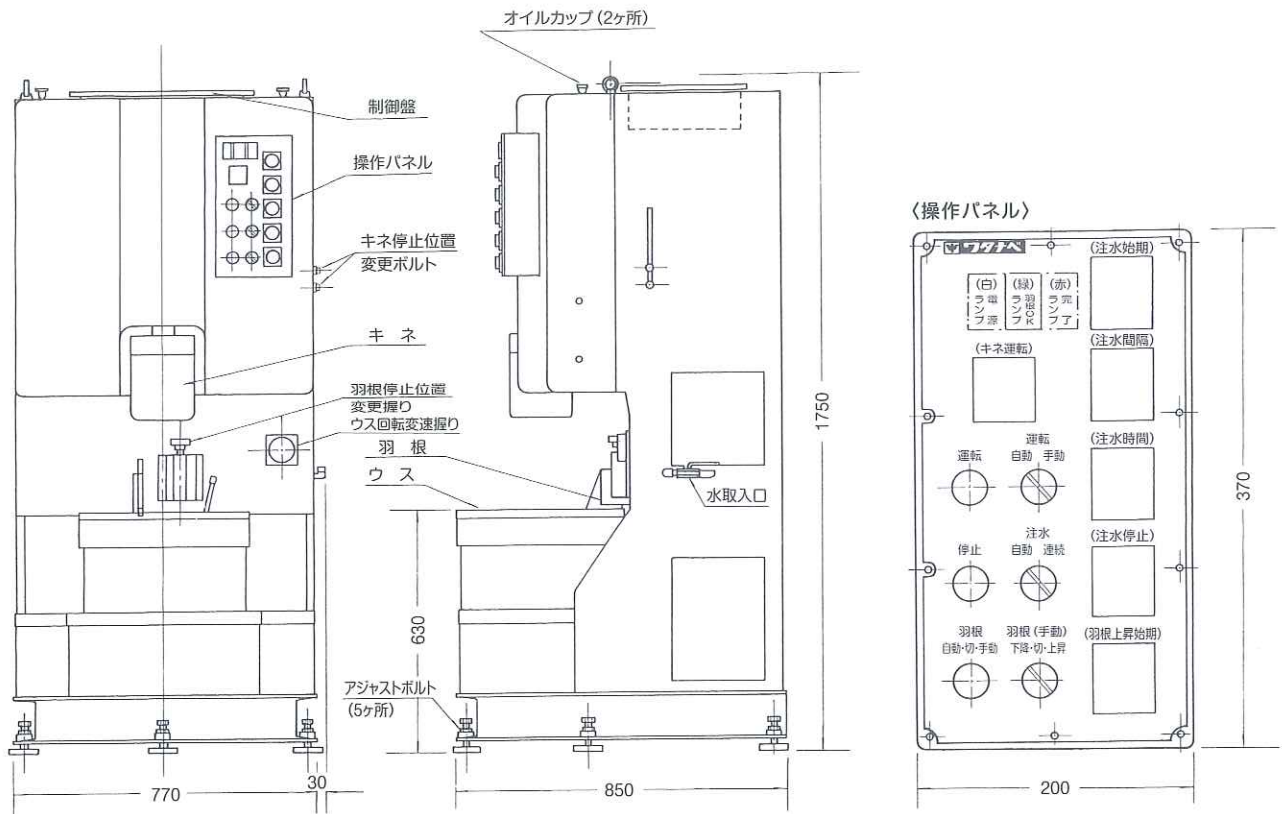 オイルカップ(2ヶ所)
制御盤
操作パネル
キネ停止位置
変更ボルト
キ ネ
羽根停止位置
変更握り
ウス回転変速握り
羽 根
ウ ス
水取入口
アジャストボルト
(5ヶ所)
630
1750
770
30
850
〈操作パネル〉
ワタナベ
(注水始期)
(白)
電源
ランプ
(緑)
羽根OK
ランプ
(赤)
完了
ランプ
(キネ運転)
(注水間隔)
運転
運転
自動 手動
(注水時間)
停止
注水
自動 連続
(注水停止)
羽根
自動・切・手動
羽根(手動)
下降・切・上昇
(羽根上昇始期)
370
200